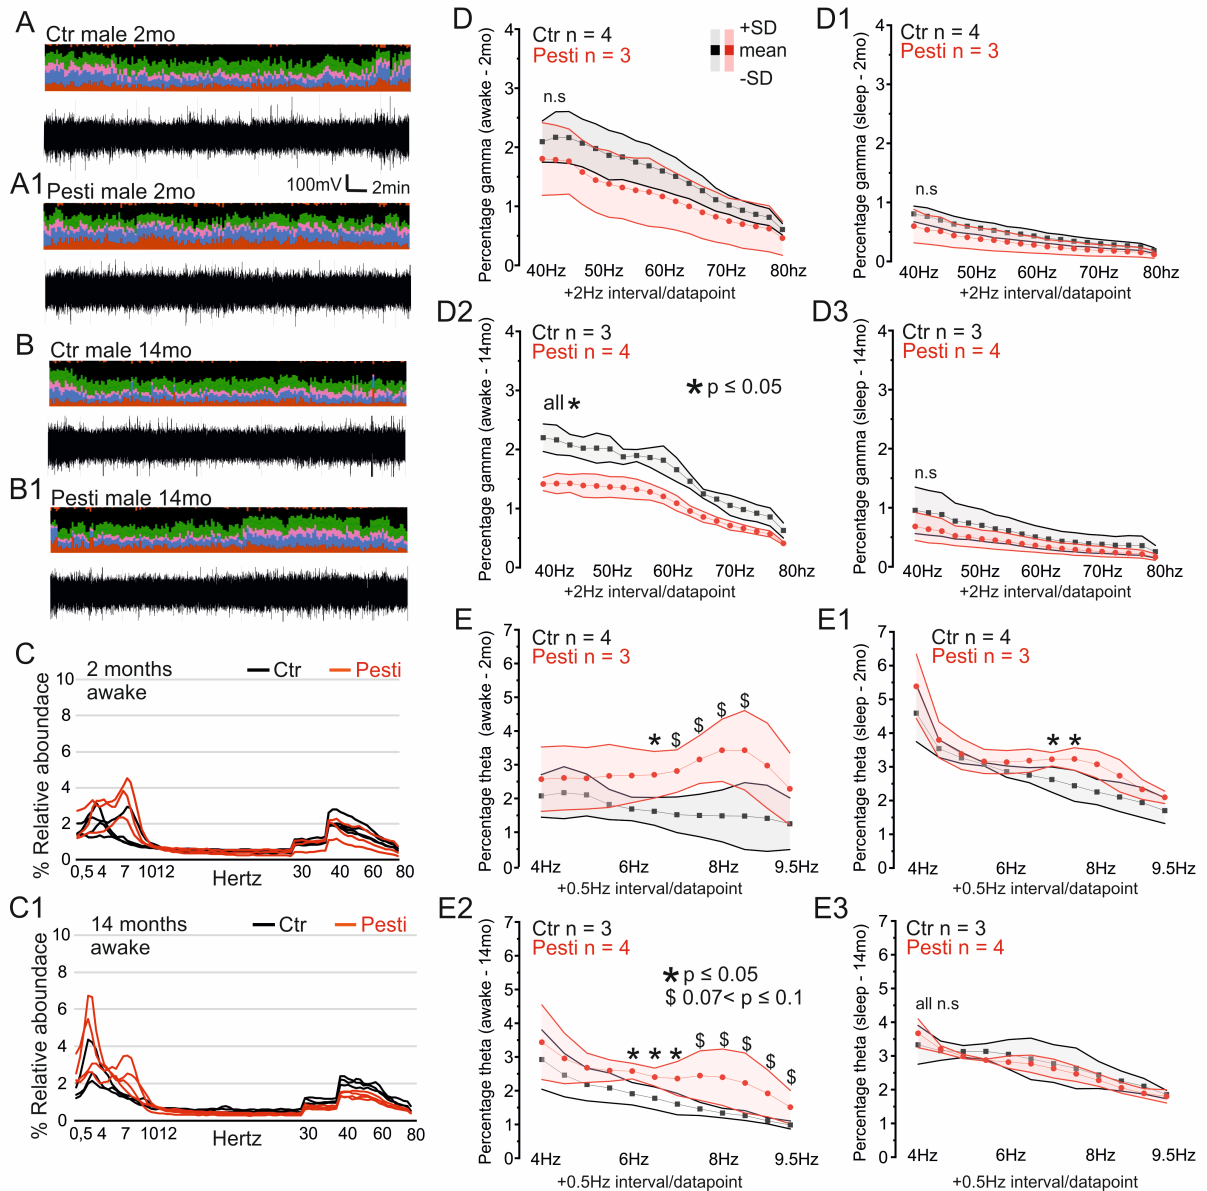 A
Ctr male 2mo
A1
Pesti male 2mo
100mV
2min
B
Ctr male 14mo
B1
Pesti male 14mo
C
2 months
awake
Ctr
Pesti
% Relative aboundace
10
8
6
4
2
0
0,5 4 7 1012 30 40 60 80
Hertz
C1
14 months
awake
Ctr
Pesti
% Relative aboundace
10
8
6
4
2
0
0,5 4 7 1012 30 40 60 80
Hertz
D
Ctr n = 4
Pesti n = 3
+SD
mean
-SD
n.s
Percentage gamma (awake - 2mo)
4
3
2
1
0
40Hz 50Hz 60Hz 70Hz 80hz
+2Hz interval/datapoint
D1
Ctr n = 4
Pesti n = 3
n.s
Percentage gamma (sleep - 2mo)
4
3
2
1
0
40Hz 50Hz 60Hz 70Hz 80hz
+2Hz interval/datapoint
D2
Ctr n = 3
Pesti n = 4
* p ≤ 0.05
all *
Percentage gamma (awake - 14mo)
4
3
2
1
0
40Hz 50Hz 60Hz 70Hz 80hz
+2Hz interval/datapoint
D3
Ctr n = 3
Pesti n = 4
n.s
Percentage gamma (sleep - 14mo)
4
3
2
1
0
40Hz 50Hz 60Hz 70Hz 80hz
+2Hz interval/datapoint
E
Ctr n = 4
Pesti n = 3
* $ $ $ $
Percentage theta (awake - 2mo)
7
6
5
4
3
2
1
0
4Hz 6Hz 8Hz 9.5Hz
+0.5Hz interval/datapoint
E1
Ctr n = 4
Pesti n = 3
* *
Percentage theta (sleep - 2mo)
7
6
5
4
3
2
1
0
4Hz 6Hz 8Hz 9.5Hz
+0.5Hz interval/datapoint
E2
Ctr n = 3
Pesti n = 4
* p ≤ 0.05
$ 0.07< p ≤ 0.1
* * * $ $ $ $ $
Percentage theta (awake - 14mo)
7
6
5
4
3
2
1
0
4Hz 6Hz 8Hz 9.5Hz
+0.5Hz interval/datapoint
E3
Ctr n = 3
Pesti n = 4
all n.s
Percentage theta (sleep - 14mo)
7
6
5
4
3
2
1
0
4Hz 6Hz 8Hz 9.5Hz
+0.5Hz interval/datapoint